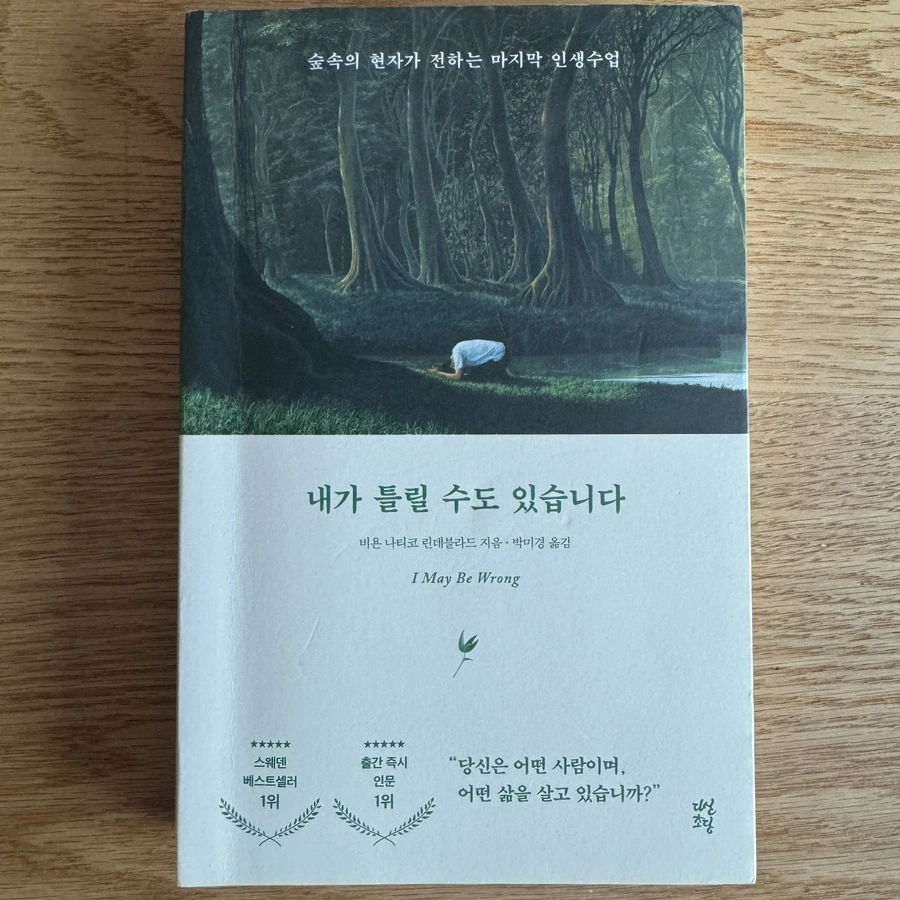 숲속의 현자가 전하는 마지막 인생수업
내가 틀릴 수도 있습니다
비욘 나티코 린데블라드 지음 · 박미경 옮김
I May Be Wrong
★★★★★
스웨덴
베스트셀러
1위
★★★★★
출간 즉시
인문
1위
“당신은 어떤 사람이며,
어떤 삶을 살고 있습니까?”
다산
초당